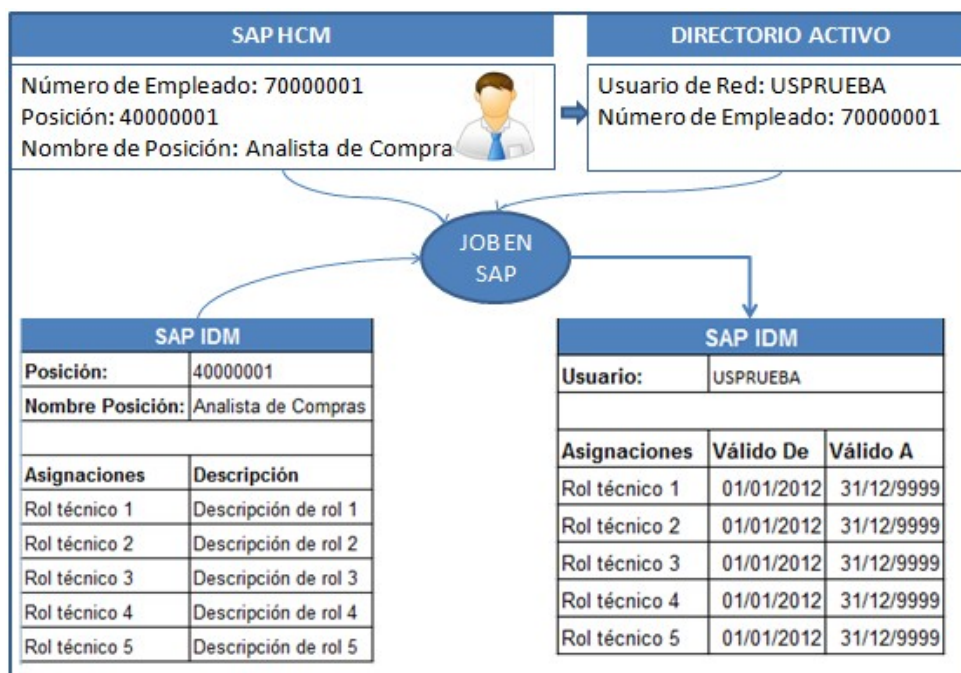 SAP HCM
Número de Empleado: 70000001
Posición: 40000001
Nombre de Posición: Analista de Compra
DIRECTORIO ACTIVO
Usuario de Red: USPRUEBA
Número de Empleado: 70000001
JOB EN
SAP
SAP IDM
Posición: 40000001
Nombre Posición: Analista de Compras
Asignaciones Descripción
Rol técnico 1 Descripción de rol 1
Rol técnico 2 Descripción de rol 2
Rol técnico 3 Descripción de rol 3
Rol técnico 4 Descripción de rol 4
Rol técnico 5 Descripción de rol 5
SAP IDM
Usuario: USPRUEBA
Asignaciones Válido De Válido A
Rol técnico 1 01/01/2012 31/12/9999
Rol técnico 2 01/01/2012 31/12/9999
Rol técnico 3 01/01/2012 31/12/9999
Rol técnico 4 01/01/2012 31/12/9999
Rol técnico 5 01/01/2012 31/12/9999